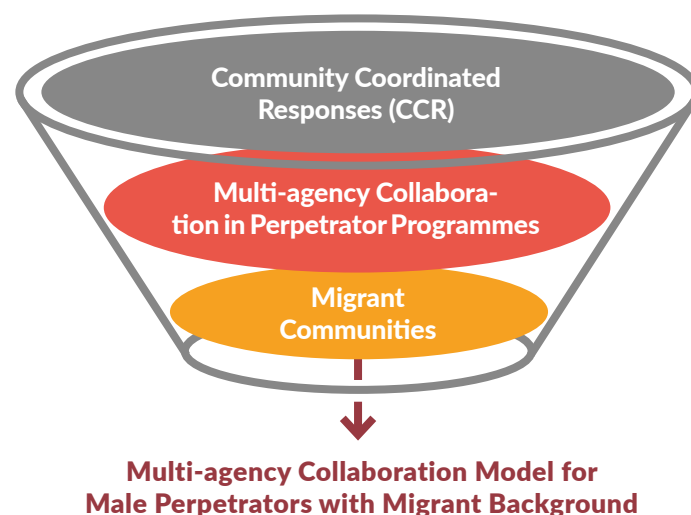 Community Coordinated
Responses (CCR)
Multi-agency Collabora-
tion in Perpetrator Programmes
Migrant
Communities
Multi-agency Collaboration Model for
Male Perpetrators with Migrant Background